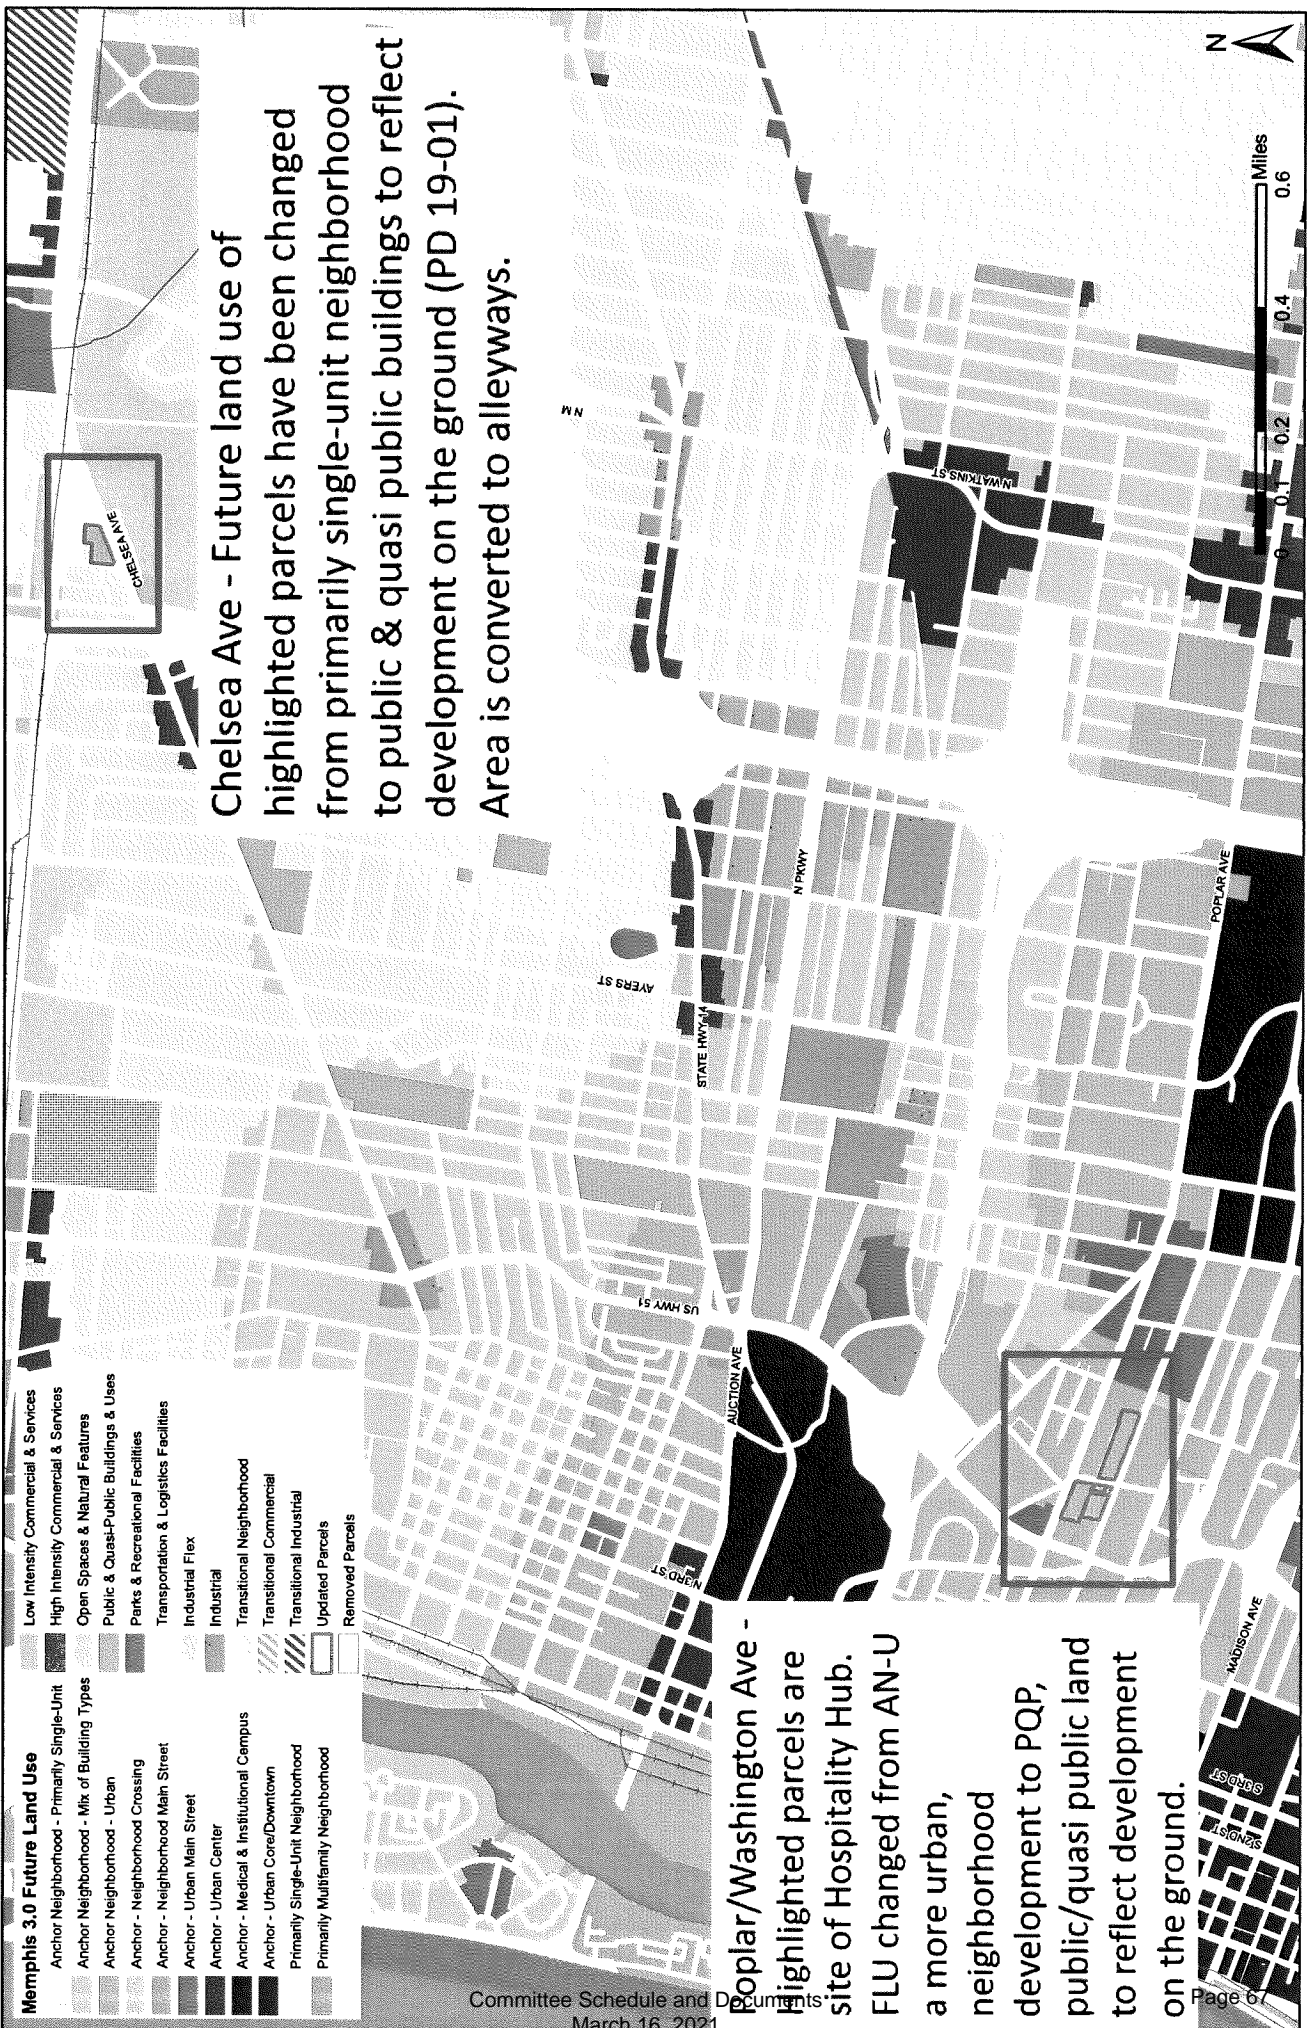 Memphis 3.0 Future Land Use
Anchor Neighborhood - Primarily Single-Unit
Anchor Neighborhood - Mix of Building Types
Anchor Neighborhood - Urban
Anchor - Neighborhood Crossing
Anchor - Neighborhood Main Street
Anchor - Urban Main Street
Anchor - Urban Center
Anchor - Medical & Institutional Campus
Anchor - Urban Core/Downtown
Primarily Single-Unit Neighborhood
Primarily Multifamily Neighborhood
Low Intensity Commercial & Services
High Intensity Commercial & Services
Open Spaces & Natural Features
Public & Quasi-Public Buildings & Uses
Parks & Recreational Facilities
Transportation & Logistics Facilities
Industrial Flex
Industrial
Transitional Neighborhood
Transitional Commercial
Transitional Industrial
Updated Parcels
Removed Parcels
CHELSEA AVE
Chelsea Ave - Future land use of
highlighted parcels have been changed
from primarily single-unit neighborhood
to public & quasi public buildings to reflect
development on the ground (PD 19-01).
Area is converted to alleyways.
N
N M
AYERS ST
STATE HWY 14
N PKWY
US HWY 51
AUCTION AVE
N 3RD ST
N WATKINS ST
POPLAR AVE
MADISON AVE
S 3RD ST
S 2ND ST
Poplar/Washington Ave -
Highlighted parcels are
site of Hospitality Hub.
FLU changed from AN-U
a more urban,
neighborhood
development to PQP,
public/quasi public land
to reflect development
on the ground.
0 0.1 0.2 0.4 0.6
Miles
Committee Schedule and Documents
March 16, 2021
Page 67